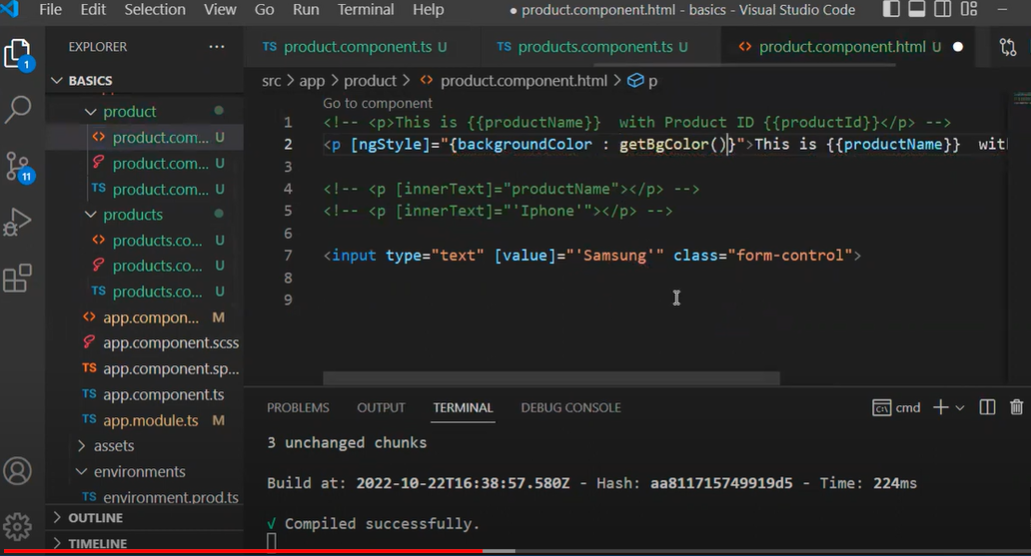 File Edit Selection View Go Run Terminal Help ● product.component.html - basics - Visual Studio Code
EXPLORER ···
TS product.component.ts U
TS products.component.ts U
<> product.component.html U ●
1
BASICS
src > app > product > <> product.component.html > p
product
<> product.com... U
product.com... U
TS product.com... U
products
<> products.co... U
products.co... U
TS products.co... U
<> app.compon... M
app.component.scss
TS app.component.sp...
TS app.component.ts
TS app.module.ts M
assets
environments
environment.prod.ts
OUTLINE
TIMELINE
11
Go to component
1 <!-- <p>This is {{productName}}  with Product ID {{productId}}</p> -->
2 <p [ngStyle]="{backgroundColor : getBgColor()}">This is {{productName}}  wit
3
4 <!-- <p [innerText]="productName"></p> -->
5 <!-- <p [innerText]="'Iphone'"></p> -->
6
7 <input type="text" [value]="'Samsung'" class="form-control">
8
9
PROBLEMS OUTPUT TERMINAL DEBUG CONSOLE cmd
3 unchanged chunks
Build at: 2022-10-22T16:38:57.580Z - Hash: aa811715749919d5 - Time: 224ms
√ Compiled successfully.